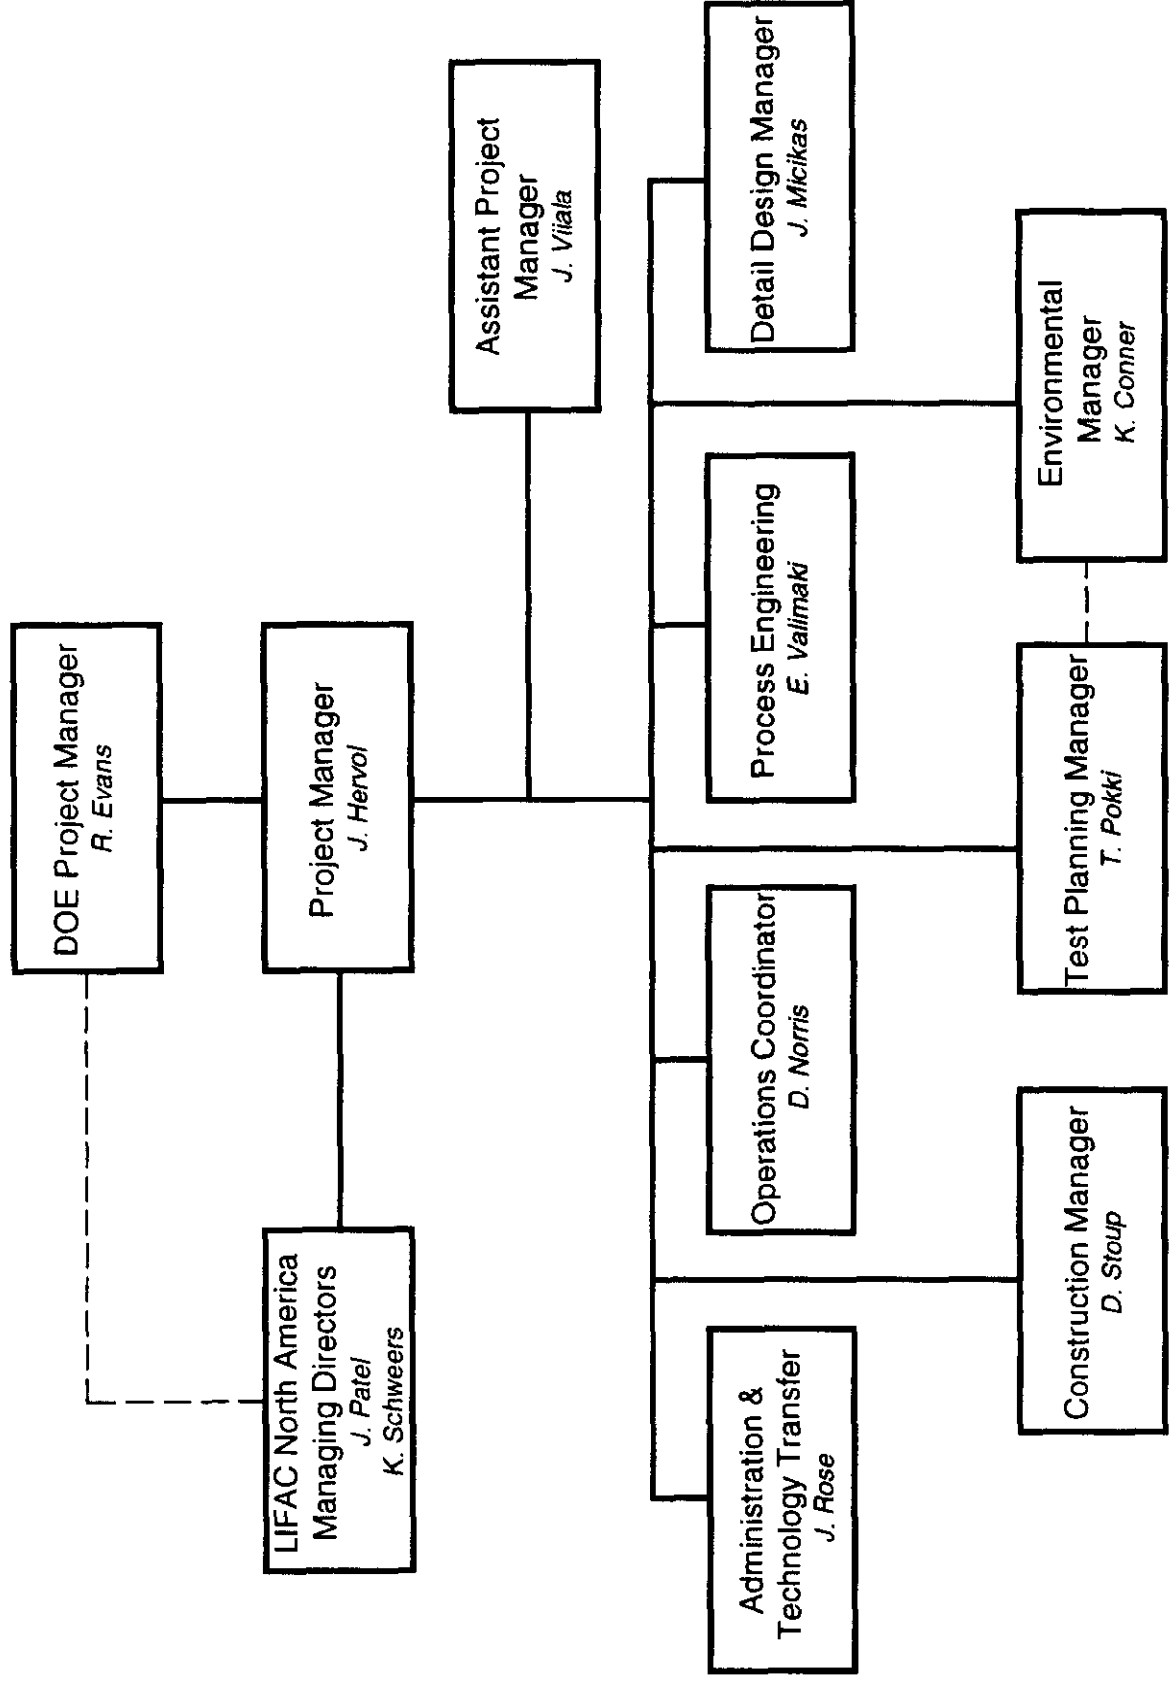 DOE Project Manager
R. Evans
LIFAC North America
Managing Directors
J. Patel
K. Schweers
Project Manager
J. Hervol
Assistant Project
Manager
J. Viiala
Administration &
Technology Transfer
J. Rose
Operations Coordinator
D. Norris
Process Engineering
E. Valimaki
Detail Design Manager
J. Micikas
Construction Manager
D. Stoup
Test Planning Manager
T. Pokki
Environmental
Manager
K. Conner